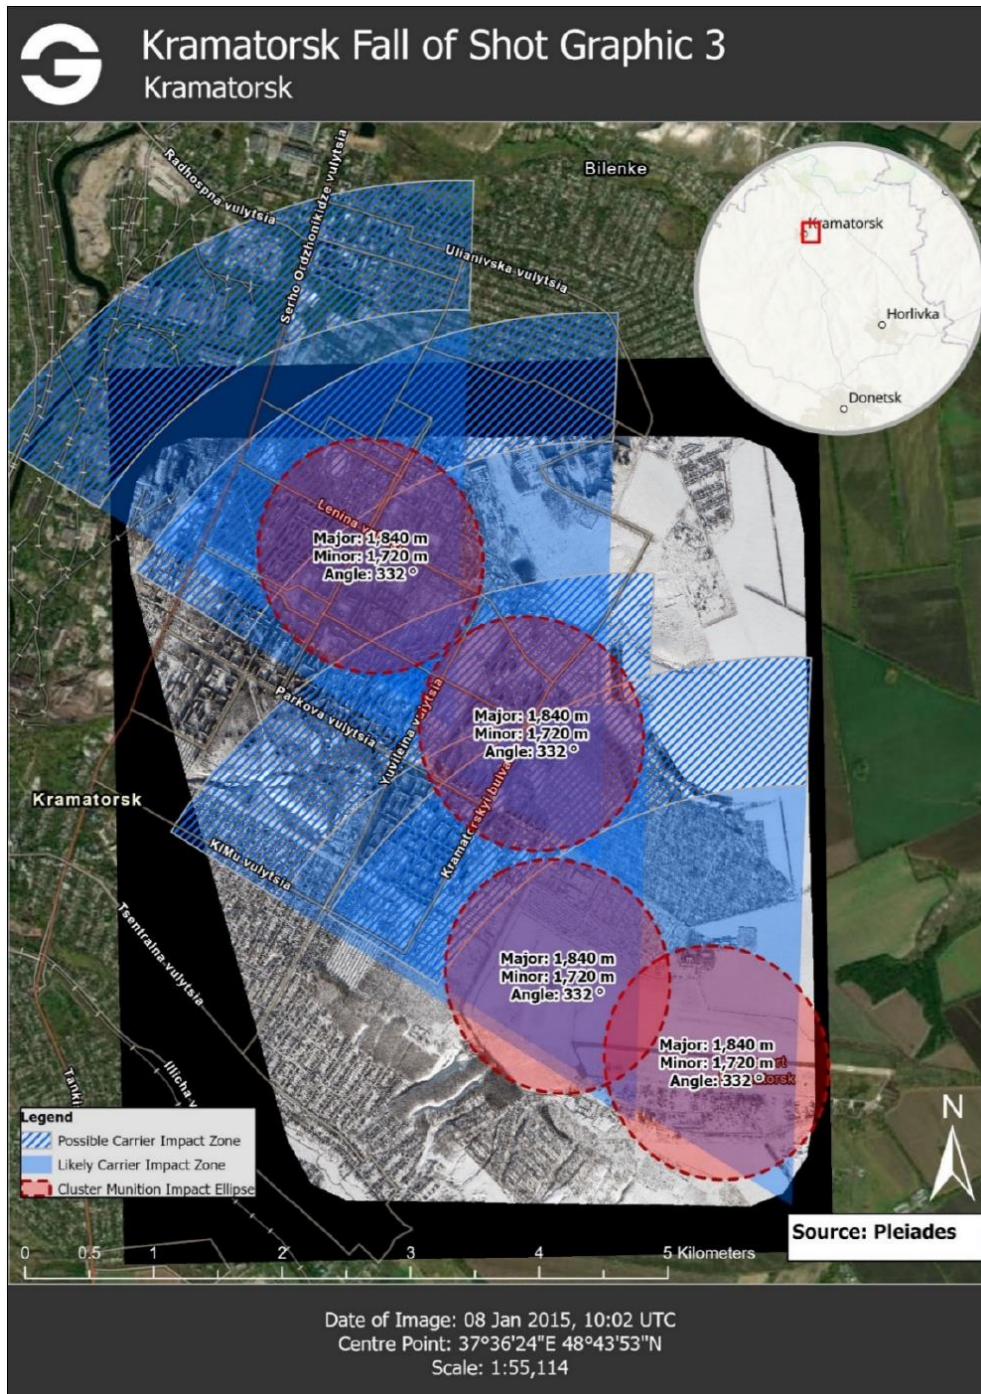 Kramatorsk Fall of Shot Graphic 3
Kramatorsk
Radhospna vulytsia
Serho Ordzhonikidze vulytsia
Bilenke
Ulianivska vulytsia
Kramatorsk
Horlivka
Donetsk
Lenina
Major: 1,840 m
Minor: 1,720 m
Angle: 332 °
Parkova vulytsia
Yuvileina vulytsia
Major: 1,840 m
Minor: 1,720 m
Angle: 332 °
Kramatorskyi bulva
Kramatorsk
KIMu vulytsia
Tsentralna vulytsia
Major: 1,840 m
Minor: 1,720 m
Angle: 332 °
Major: 1,840 m
Minor: 1,720 m
Angle: 332 °
Illicha v
Tanki
Legend
Possible Carrier Impact Zone
Likely Carrier Impact Zone
Cluster Munition Impact Ellipse
N
Source: Pleiades
0 0.5 1 2 3 4 5 Kilometers
Date of Image: 08 Jan 2015, 10:02 UTC
Centre Point: 37°36'24"E 48°43'53"N
Scale: 1:55,114